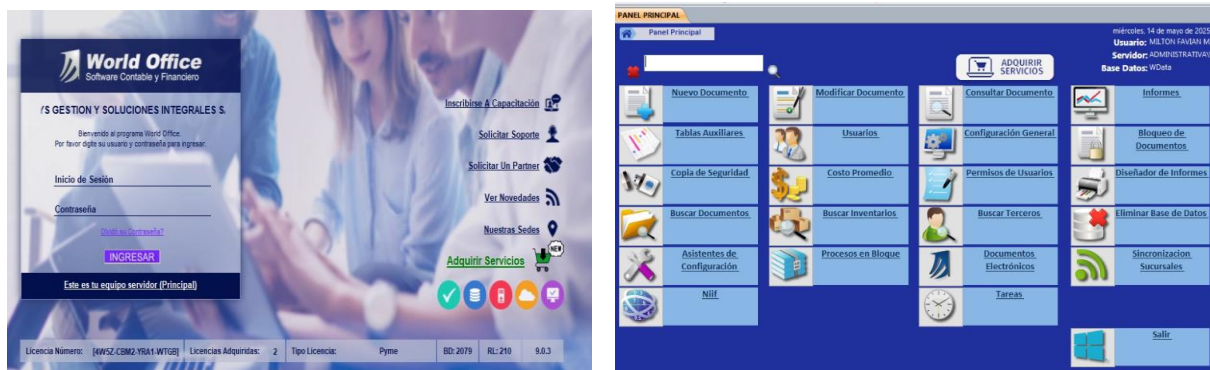 World Office
Software Contable y Financiero
/S GESTION Y SOLUCIONES INTEGRALES S.
Bienvenido al programa World Office.
Por favor digite su usuario y contraseña para ingresar.
Inicio de Sesión
Contraseña
Olvidó su Contraseña?
INGRESAR
Este es tu equipo servidor (Principal)
Inscribirse A Capacitación
Solicitar Soporte
Solicitar Un Partner
Ver Novedades
Nuestras Sedes
Adquirir Servicios
NEW
Licencia Número: [4W5Z-CBM2-YRA1-WTGB] Licencias Adquiridas: 2 Tipo Licencia: Pyme BD: 2079 RL: 210 9.0.3
PANEL PRINCIPAL
Panel Principal
miércoles, 14 de mayo de 2025
Usuario: MILTON FAVIAN M
Servidor: ADMINISTRATIVA\
Base Datos: WData
ADQUIRIR
SERVICIOS
Nuevo Documento
Modificar Documento
Consultar Documento
Informes
Tablas Auxiliares
Usuarios
Configuración General
Bloqueo de
Documentos
Copia de Seguridad
Costo Promedio
Permisos de Usuarios
Diseñador de Informes
Buscar Documentos
Buscar Inventarios
Buscar Terceros
Eliminar Base de Datos
Asistentes de
Configuración
Procesos en Bloque
Documentos
Electrónicos
Sincronizacion
Sucursales
Niif
Tareas
Salir